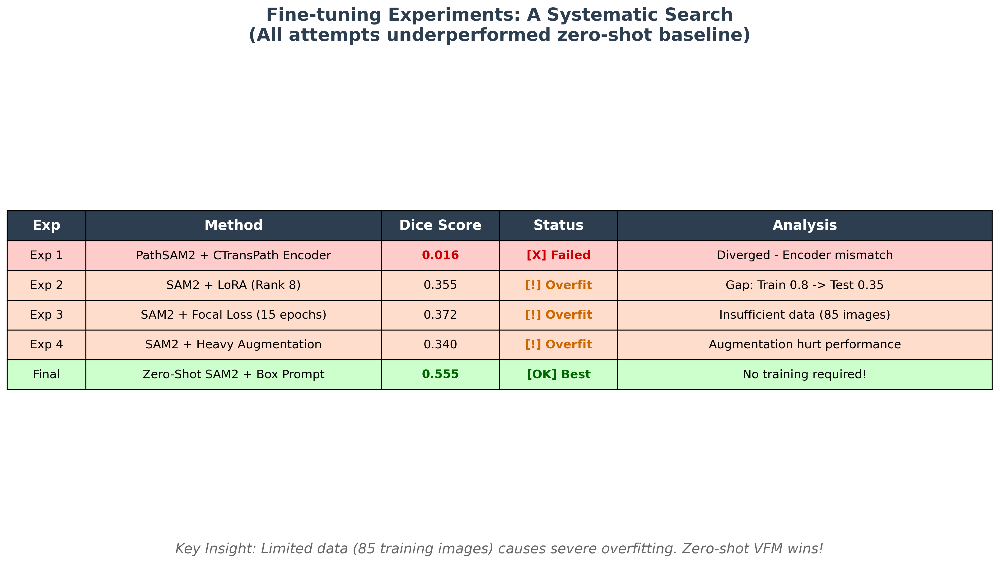 Fine-tuning Experiments: A Systematic Search
(All attempts underperformed zero-shot baseline)
Exp Method Dice Score Status Analysis
Exp 1 PathSAM2 + CTransPath Encoder 0.016 [X] Failed Diverged - Encoder mismatch
Exp 2 SAM2 + LoRA (Rank 8) 0.355 [!] Overfit Gap: Train 0.8 -> Test 0.35
Exp 3 SAM2 + Focal Loss (15 epochs) 0.372 [!] Overfit Insufficient data (85 images)
Exp 4 SAM2 + Heavy Augmentation 0.340 [!] Overfit Augmentation hurt performance
Final Zero-Shot SAM2 + Box Prompt 0.555 [OK] Best No training required!
Key Insight: Limited data (85 training images) causes severe overfitting. Zero-shot VFM wins!